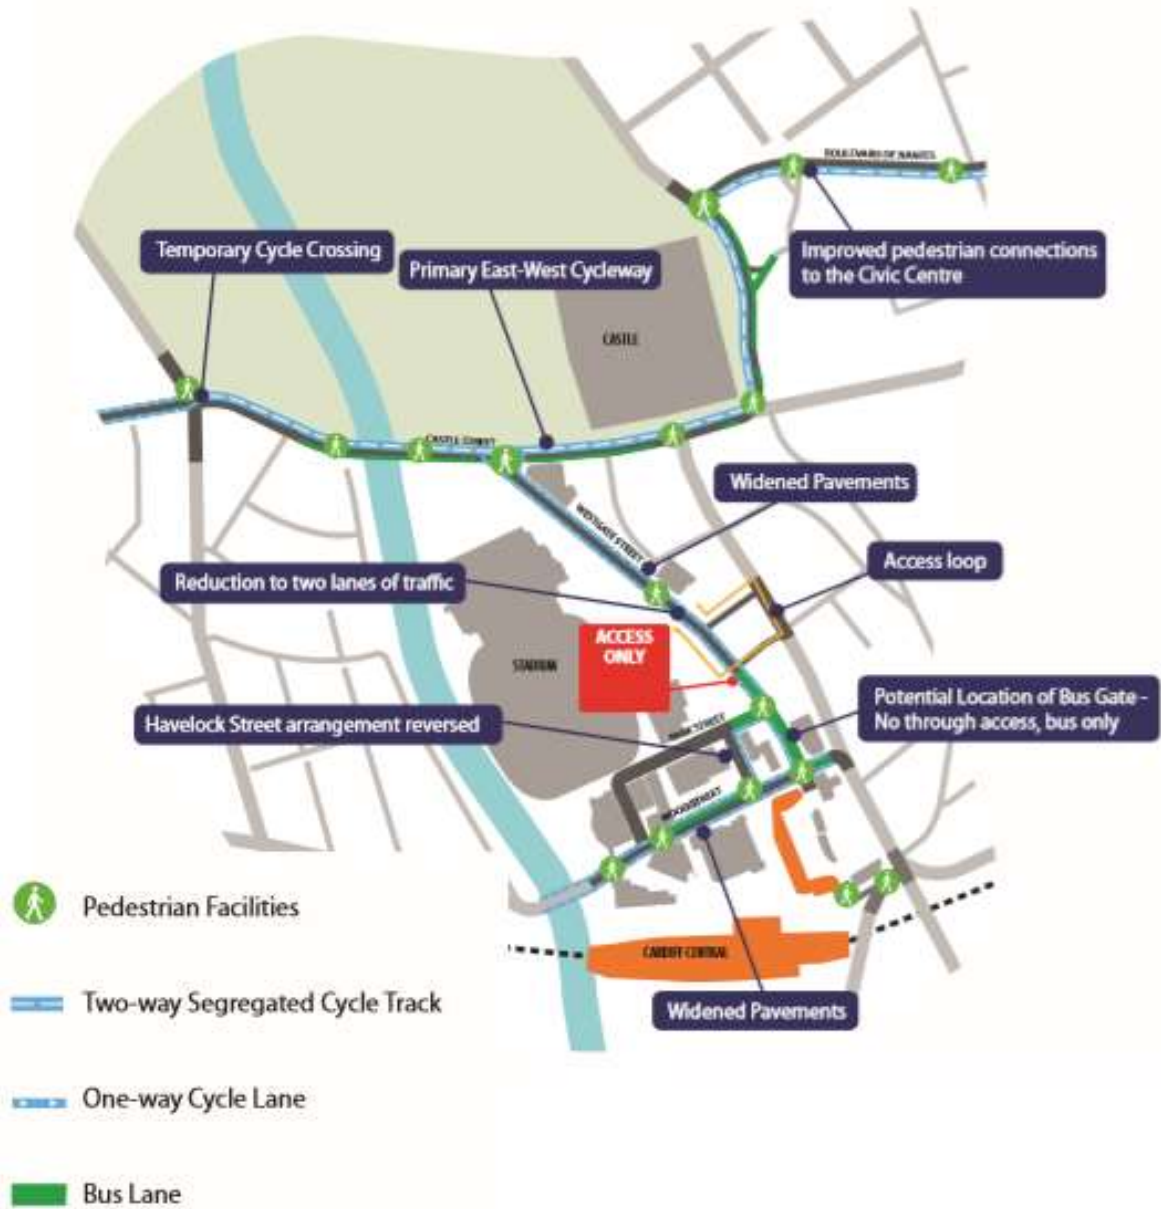 BOULEVARD OF NANTES
Temporary Cycle Crossing
Primary East-West Cycleway
Improved pedestrian connections
to the Civic Centre
CASTLE
CASTLE STREET
Widened Pavements
WESTGATE STREET
Access loop
Reduction to two lanes of traffic
ACCESS
ONLY
STADIUM
Potential Location of Bus Gate -
No through access, bus only
Havelock Street arrangement reversed
STREET
WOOD STREET
Pedestrian Facilities
CARDIFF CENTRAL
Two-way Segregated Cycle Track
Widened Pavements
One-way Cycle Lane
Bus Lane